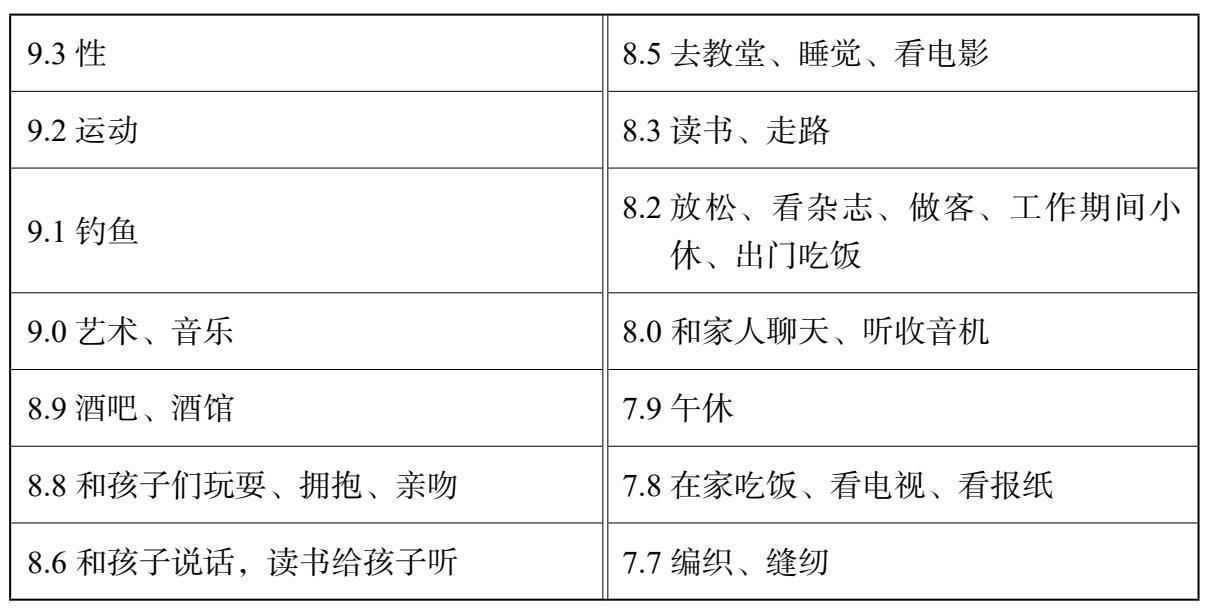 9.3 性
9.2 运动
9.1 钓鱼
9.0 艺术、音乐
8.9 酒吧、酒馆
8.8 和孩子们玩耍、拥抱、亲吻
8.6 和孩子说话，读书给孩子听
8.5 去教堂、睡觉、看电影
8.3 读书、走路
8.2 放松、看杂志、做客、工作期间小
休、出门吃饭
8.0 和家人聊天、听收音机
7.9 午休
7.8 在家吃饭、看电视、看报纸
7.7 编织、缝纫